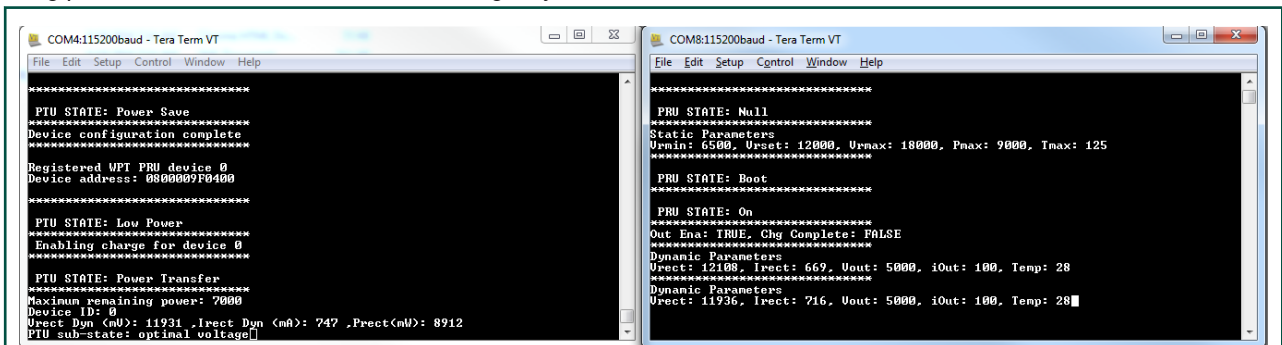 COM4:115200baud - Tera Term VT
File Edit Setup Control Window Help
******************************
PTU STATE: Power Save
******************************
Device configuration complete
******************************
Registered WPT PRU device 0
Device address: 0800009F0400
******************************
PTU STATE: Low Power
******************************
Enabling charge for device 0
******************************
PTU STATE: Power Transfer
******************************
Maximum remaining power: 7000
Device ID: 0
Vrect Dyn (mV): 11931 ,Irect Dyn (mA): 747 ,Prect(mW): 8912
PTU sub-state: optimal voltage
COM8:115200baud - Tera Term VT
File Edit Setup Control Window Help
******************************
PRU STATE: Null
******************************
Static Parameters
Vrmin: 6500, Vrset: 12000, Vrmax: 18000, Pmax: 9000, Tmax: 125
******************************
PRU STATE: Boot
******************************
PRU STATE: On
******************************
Out Ena: TRUE, Chg Complete: FALSE
******************************
Dynamic Parameters
Vrect: 12108, Irect: 669, Vout: 5000, iOut: 100, Temp: 28
******************************
Dynamic Parameters
Vrect: 11936, Irect: 716, Vout: 5000, iOut: 100, Temp: 28